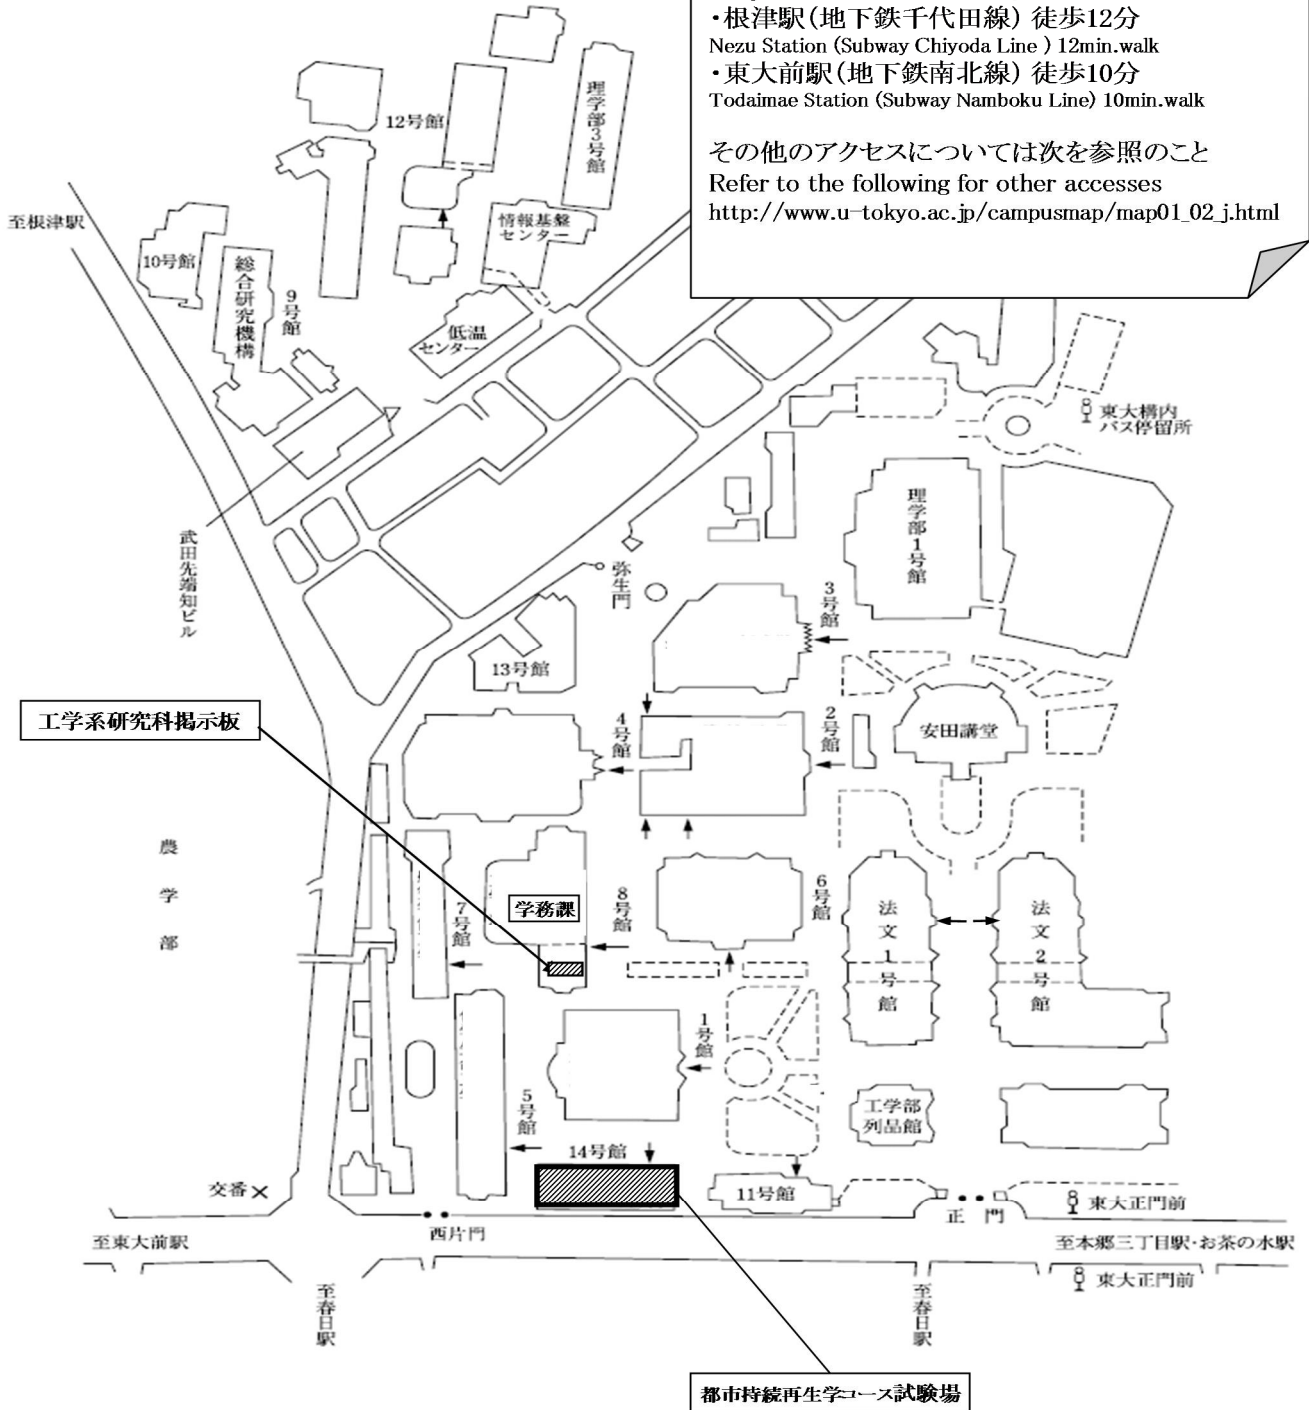 ・根津駅(地下鉄千代田線) 徒歩12分
Nezu Station (Subway Chiyoda Line ) 12min.walk
・東大前駅(地下鉄南北線) 徒歩10分
Todaimae Station (Subway Namboku Line) 10min.walk
その他のアクセスについては次を参照のこと
Refer to the following for other accesses
http://www.u-tokyo.ac.jp/campusmap/map01_02_j.html
理学部3号館
12号館
至根津駅
情報基盤
センター
10号館
総合研究機構
9号館
低温
センター
東大構内
バス停留所
理学部1号館
武田先端知ビル
弥生門
3号館
13号館
工学系研究科掲示板
4号館
2号館
安田講堂
農学部
学務課
7号館
8号館
6号館
法文1号館
法文2号館
1号館
5号館
工学部
列品館
14号館
11号館
交番
西片門
正門
東大正門前
至東大前駅
至本郷三丁目駅・お茶の水駅
東大正門前
至春日駅
至春日駅
都市持続再生学コース試験場